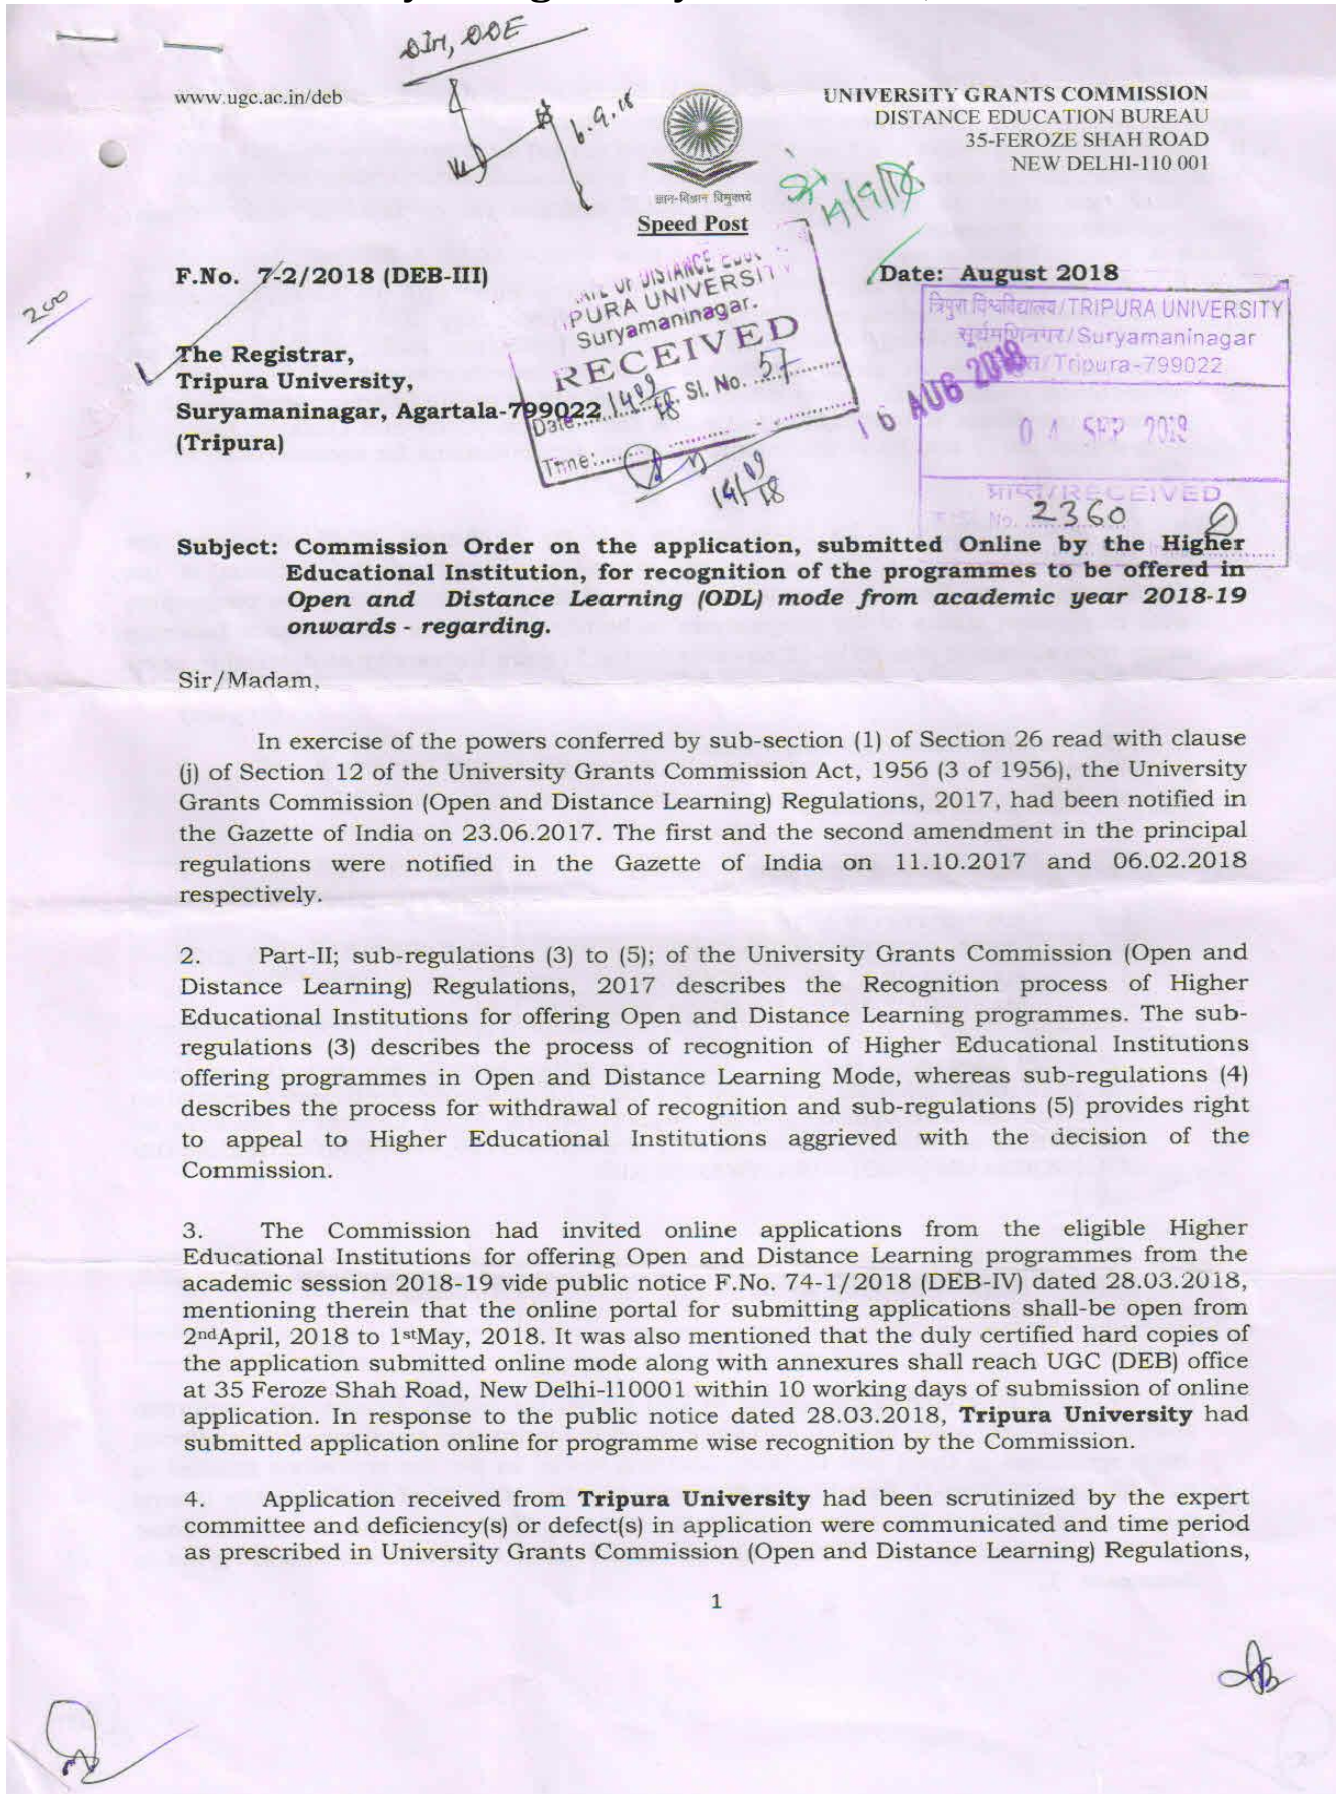 www.ugc.ac.in/deb
UNIVERSITY GRANTS COMMISSION
DISTANCE EDUCATION BUREAU
35-FEROZE SHAH ROAD
NEW DELHI-110 001
6.9.18
ज्ञान-विज्ञान विमुक्तये
Speed Post
F.No. 7-2/2018 (DEB-III)
Date: August 2018
200
PURA UNIVERSITY
Suryamaninagar.
RECEIVED
Date: 14/09/18 Sl. No. 57
Time:
14/09/18
त्रिपुरा विश्वविद्यालय/TRIPURA UNIVERSITY
सूर्यमणिनगर/Suryamaninagar
/Tripura-799022
16 AUG 2018
04 SEP 2018
प्राप्त/RECEIVED
No. 2360
The Registrar,
Tripura University,
Suryamaninagar, Agartala-799022
(Tripura)
Subject: Commission Order on the application, submitted Online by the Higher
Educational Institution, for recognition of the programmes to be offered in
Open and Distance Learning (ODL) mode from academic year 2018-19
onwards - regarding.
Sir/Madam,
In exercise of the powers conferred by sub-section (1) of Section 26 read with clause
(j) of Section 12 of the University Grants Commission Act, 1956 (3 of 1956), the University
Grants Commission (Open and Distance Learning) Regulations, 2017, had been notified in
the Gazette of India on 23.06.2017. The first and the second amendment in the principal
regulations were notified in the Gazette of India on 11.10.2017 and 06.02.2018
respectively.
2. Part-II; sub-regulations (3) to (5); of the University Grants Commission (Open and
Distance Learning) Regulations, 2017 describes the Recognition process of Higher
Educational Institutions for offering Open and Distance Learning programmes. The sub-
regulations (3) describes the process of recognition of Higher Educational Institutions
offering programmes in Open and Distance Learning Mode, whereas sub-regulations (4)
describes the process for withdrawal of recognition and sub-regulations (5) provides right
to appeal to Higher Educational Institutions aggrieved with the decision of the
Commission.
3. The Commission had invited online applications from the eligible Higher
Educational Institutions for offering Open and Distance Learning programmes from the
academic session 2018-19 vide public notice F.No. 74-1/2018 (DEB-IV) dated 28.03.2018,
mentioning therein that the online portal for submitting applications shall-be open from
2ndApril, 2018 to 1stMay, 2018. It was also mentioned that the duly certified hard copies of
the application submitted online mode along with annexures shall reach UGC (DEB) office
at 35 Feroze Shah Road, New Delhi-110001 within 10 working days of submission of online
application. In response to the public notice dated 28.03.2018, Tripura University had
submitted application online for programme wise recognition by the Commission.
4. Application received from Tripura University had been scrutinized by the expert
committee and deficiency(s) or defect(s) in application were communicated and time period
as prescribed in University Grants Commission (Open and Distance Learning) Regulations,
1